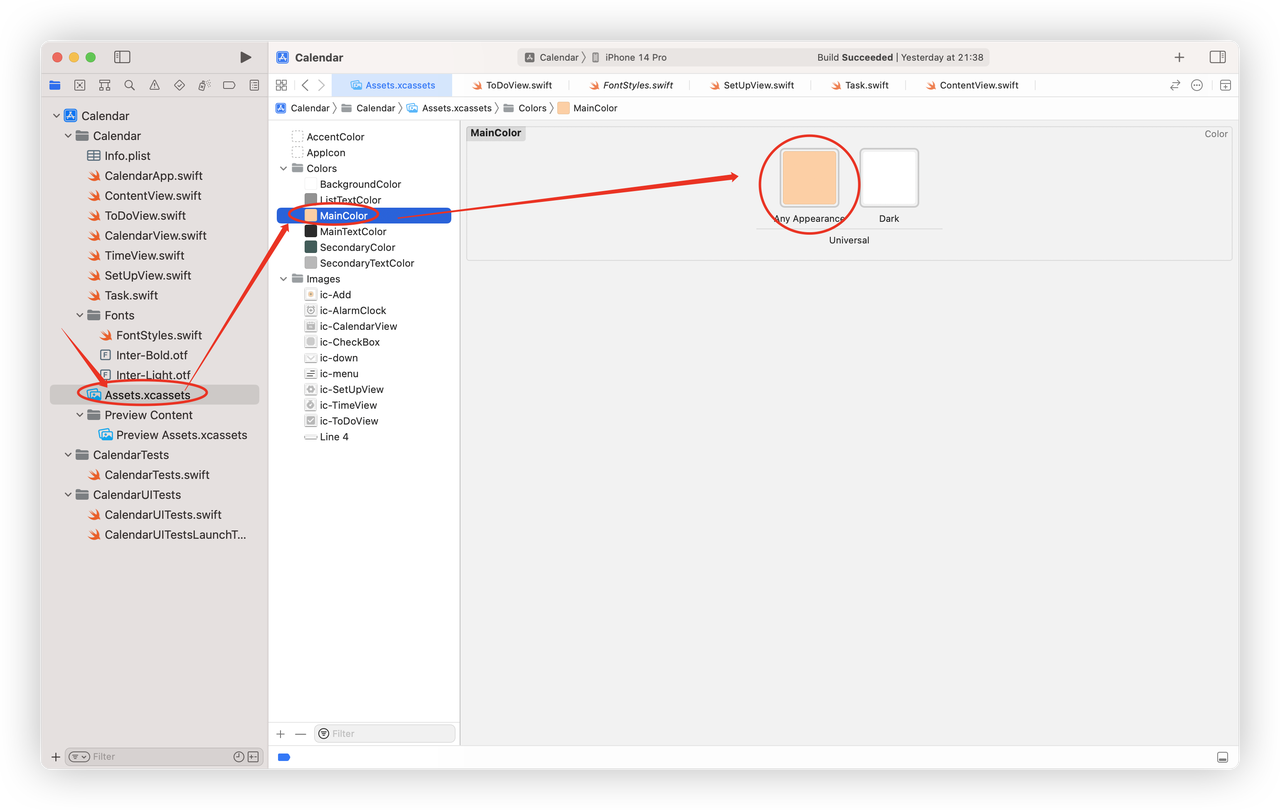 Calendar
Calendar
iPhone 14 Pro
Build Succeeded | Yesterday at 21:38
Assets.xcassets
ToDoView.swift
FontStyles.swift
SetUpView.swift
Task.swift
ContentView.swift
Calendar
Calendar
Assets.xcassets
Colors
MainColor
Calendar
Calendar
Info.plist
CalendarApp.swift
ContentView.swift
ToDoView.swift
CalendarView.swift
TimeView.swift
SetUpView.swift
Task.swift
Fonts
FontStyles.swift
Inter-Bold.otf
Inter-Light.otf
Assets.xcassets
Preview Content
Preview Assets.xcassets
CalendarTests
CalendarTests.swift
CalendarUITests
CalendarUITests.swift
CalendarUITestsLaunchT...
Filter
AccentColor
AppIcon
Colors
BackgroundColor
ListTextColor
MainColor
MainTextColor
SecondaryColor
SecondaryTextColor
Images
ic-Add
ic-AlarmClock
ic-CalendarView
ic-CheckBox
ic-down
ic-menu
ic-SetUpView
ic-TimeView
ic-ToDoView
Line 4
Filter
MainColor
Color
Any Appearance
Dark
Universal